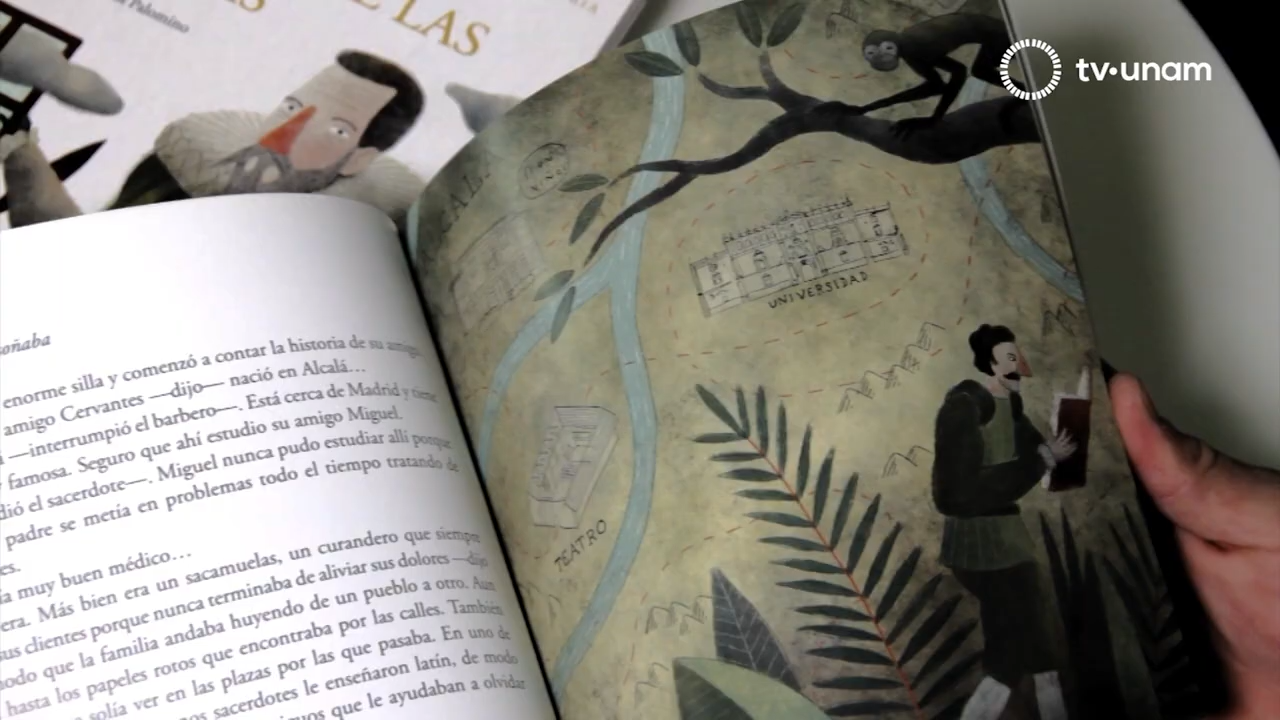 E LAS
Palomino
tv·unam
soñaba
enorme silla y comenzó a contar la historia de su amigo
amigo Cervantes —dijo— nació en Alcalá...
—interrumpió el barbero—. Está cerca de Madrid y tiene
famosa. Seguro que ahí estudio su amigo Miguel.
dió el sacerdote—. Miguel nunca pudo estudiar allí porque
padre se metía en problemas todo el tiempo tratando de
es.
a muy buen médico...
era. Más bien era un sacamuelas, un curandero que siempre
sus clientes porque nunca terminaba de aliviar sus dolores —dijo
modo que la familia andaba huyendo de un pueblo a otro. Aun
hasta los papeles rotos que encontraba por las calles. También
solía ver en las plazas por las que pasaba. En uno de
nos sacerdotes le enseñaron latín, de modo
que le ayudaban a olvidar
UNIVERSIDAD
TEATRO